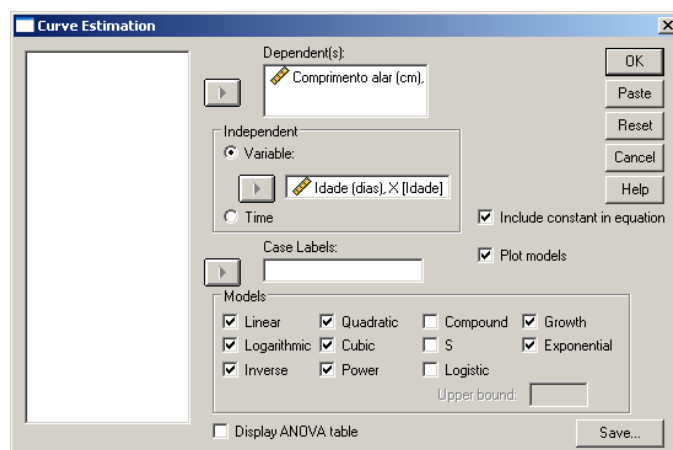 Curve Estimation
Dependent(s):
Comprimento alar (cm),
OK
Paste
Reset
Cancel
Help
Independent
Variable:
Idade (dias), X [Idade]
Time
Include constant in equation
Case Labels:
Plot models
Models
Linear Quadratic Compound Growth
Logarithmic Cubic S Exponential
Inverse Power Logistic
Upper bound:
Display ANOVA table
Save...